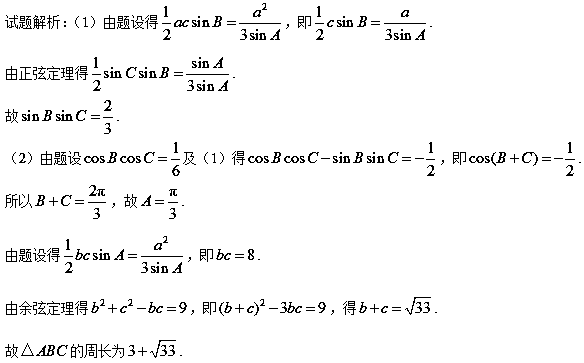 试题解析：（1）由题设得$\frac{1}{2}ac\sin B=\frac{a^2}{3\sin A}$，即$\frac{1}{2}c\sin B=\frac{a}{3\sin A}$．
由正弦定理得$\frac{1}{2}\sin C\sin B=\frac{\sin A}{3\sin A}$．
故$\sin B\sin C=\frac{2}{3}$．
（2）由题设$\cos B\cos C=\frac{1}{6}$及（1）得$\cos B\cos C-\sin B\sin C=-\frac{1}{2}$，即$\cos(B+C)=-\frac{1}{2}$．
所以$B+C=\frac{2\pi}{3}$，故$A=\frac{\pi}{3}$．
由题设得$\frac{1}{2}bc\sin A=\frac{a^2}{3\sin A}$，即$bc=8$．
由余弦定理得$b^2+c^2-bc=9$，即$(b+c)^2-3bc=9$，得$b+c=\sqrt{33}$．
故$\triangle ABC$的周长为$3+\sqrt{33}$．